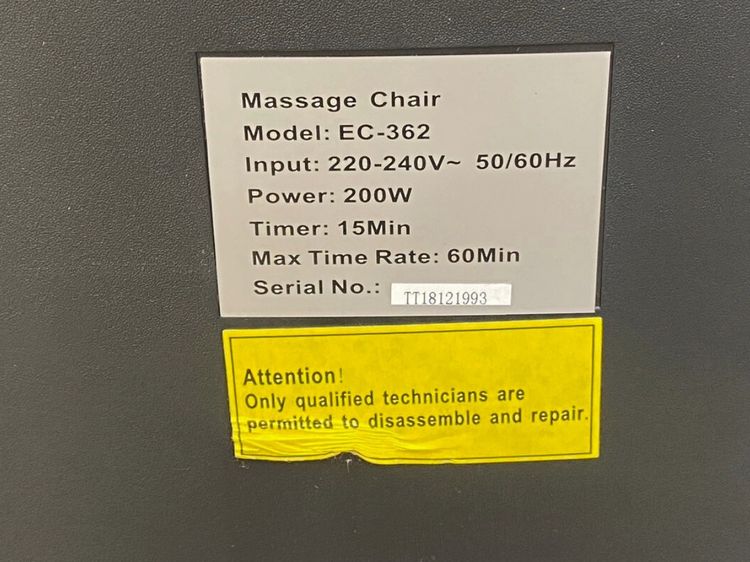 Massage Chair
Model: EC-362
Input: 220-240V~ 50/60Hz
Power: 200W
Timer: 15Min
Max Time Rate: 60Min
Serial No.: TT18121993
Attention!
Only qualified technicians are
permitted to disassemble and repair.